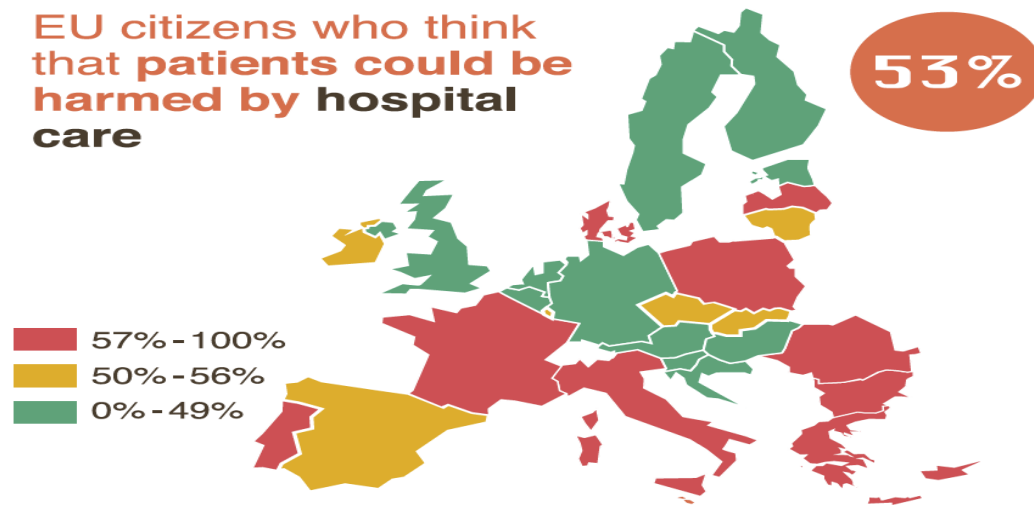 EU citizens who think
that patients could be
harmed by hospital
care
53%
57%-100%
50%-56%
0%-49%